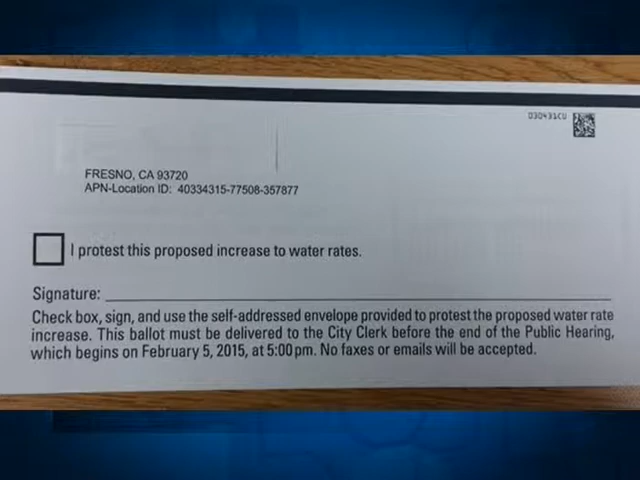 030431CU
FRESNO, CA 93720
APN-Location ID: 40334315-77508-357877
I protest this proposed increase to water rates.
Signature:
Check box, sign, and use the self-addressed envelope provided to protest the proposed water rate
increase. This ballot must be delivered to the City Clerk before the end of the Public Hearing,
which begins on February 5, 2015, at 5:00 pm. No faxes or emails will be accepted.